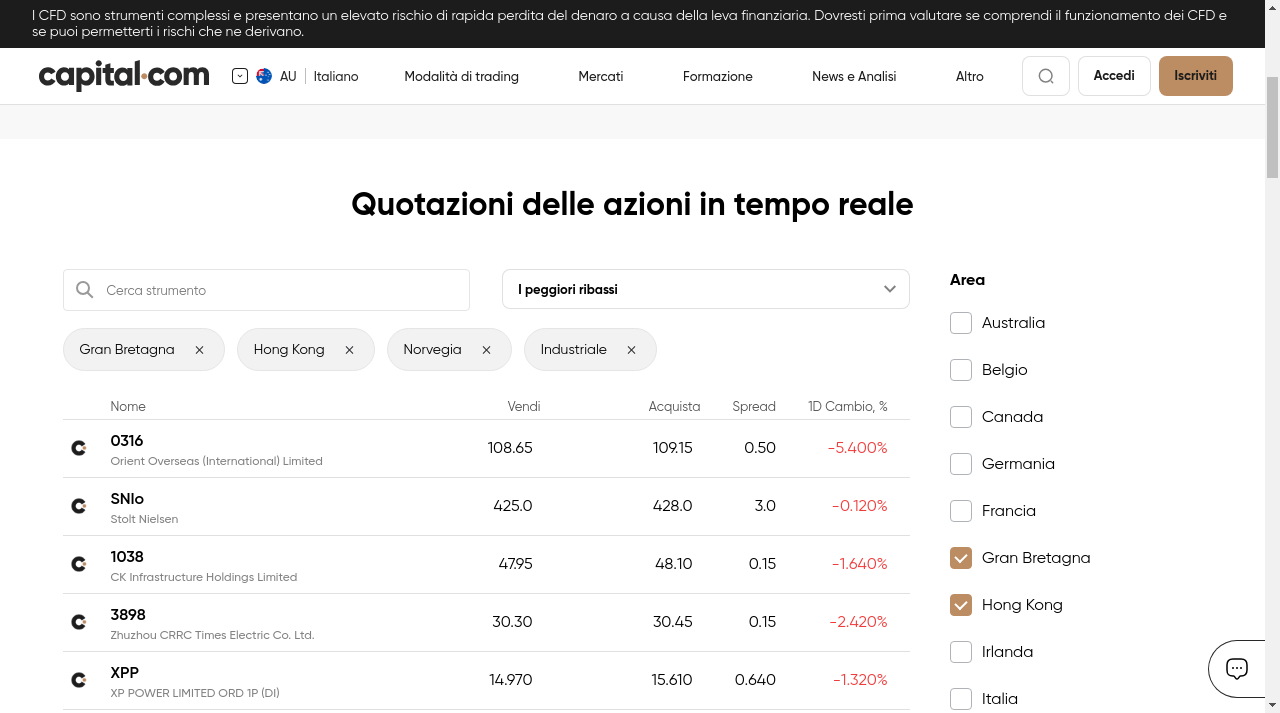 I CFD sono strumenti complessi e presentano un elevato rischio di rapida perdita del denaro a causa della leva finanziaria. Dovresti prima valutare se comprendi il funzionamento dei CFD e
se puoi permetterti i rischi che ne derivano.
capital.com AU Italiano Modalità di trading Mercati Formazione News e Analisi Altro Accedi Iscriviti
Quotazioni delle azioni in tempo reale
Cerca strumento
I peggiori ribassi
Gran Bretagna Hong Kong Norvegia Industriale
Nome Vendi Acquista Spread 1D Cambio, %
0316 108.65 109.15 0.50 -5.400%
Orient Overseas (International) Limited
SNIo 425.0 428.0 3.0 -0.120%
Stolt Nielsen
1038 47.95 48.10 0.15 -1.640%
CK Infrastructure Holdings Limited
3898 30.30 30.45 0.15 -2.420%
Zhuzhou CRRC Times Electric Co. Ltd.
XPP 14.970 15.610 0.640 -1.320%
XP POWER LIMITED ORD 1P (DI)
Area
Australia
Belgio
Canada
Germania
Francia
Gran Bretagna
Hong Kong
Irlanda
Italia